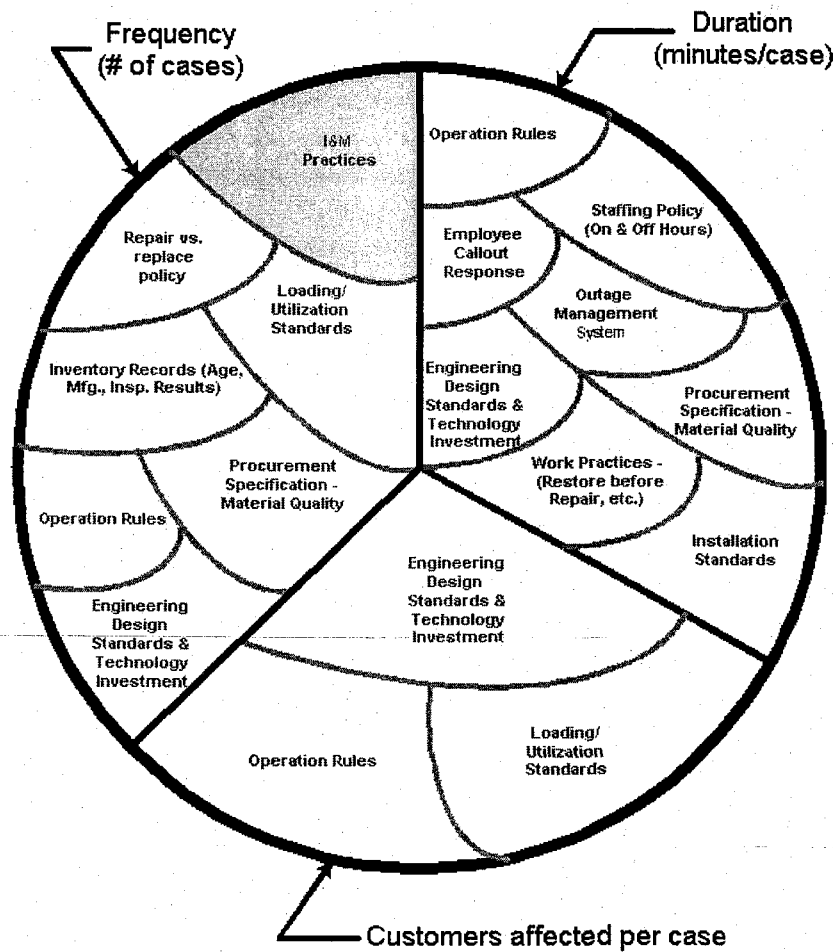 Frequency
(# of cases)
Duration
(minutes/case)
I&M
Practices
Repair vs.
replace
policy
Loading/
Utilization
Standards
Inventory Records (Age,
Mfg., Insp. Results)
Procurement
Specification -
Material Quality
Operation Rules
Engineering
Design
Standards &
Technology
Investment
Operation Rules
Staffing Policy
(On & Off Hours)
Employee
Callout
Response
Outage
Management
System
Engineering
Design
Standards &
Technology
Investment
Procurement
Specification -
Material Quality
Work Practices -
(Restore before
Repair, etc.)
Installation
Standards
Engineering
Design
Standards &
Technology
Investment
Operation Rules
Loading/
Utilization
Standards
Customers affected per case